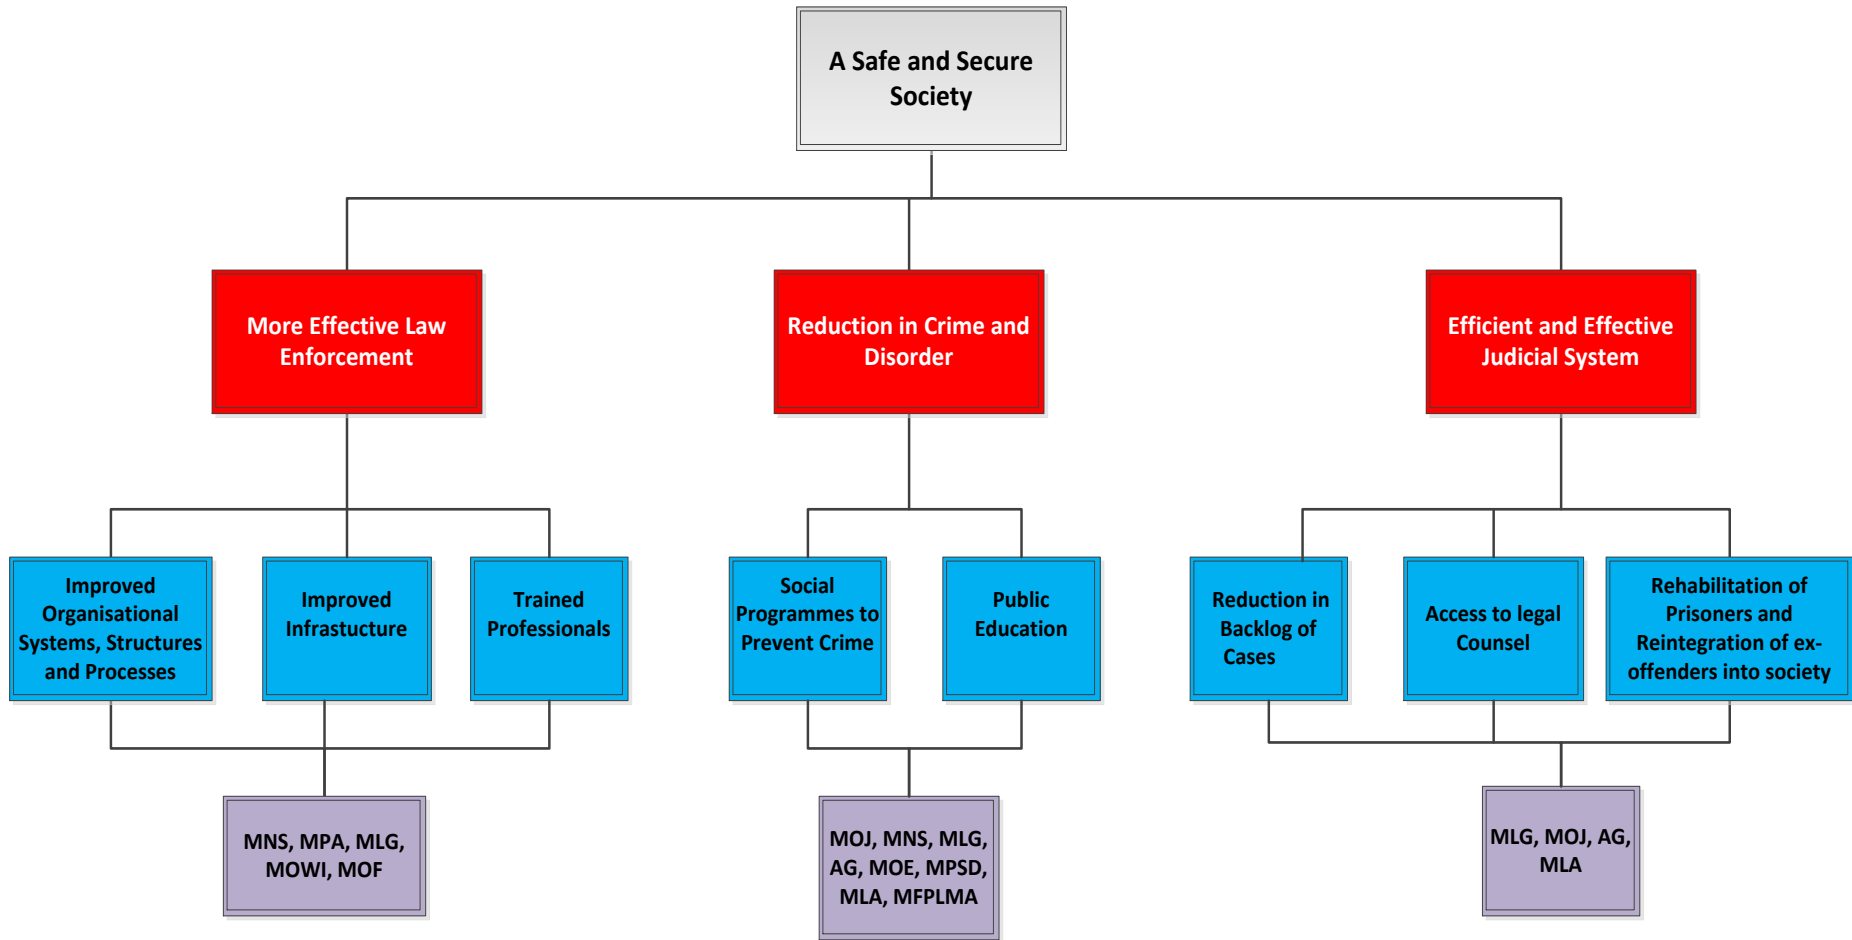 A Safe and Secure
Society
More Effective Law
Enforcement
Reduction in Crime and
Disorder
Efficient and Effective
Judicial System
Improved
Organisational
Systems, Structures
and Processes
Improved
Infrastucture
Trained
Professionals
Social
Programmes to
Prevent Crime
Public
Education
Reduction in
Backlog of
Cases
Access to legal
Counsel
Rehabilitation of
Prisoners and
Reintegration of ex-
offenders into society
MNS, MPA, MLG,
MOWI, MOF
MOJ, MNS, MLG,
AG, MOE, MPSD,
MLA, MFPLMA
MLG, MOJ, AG,
MLA